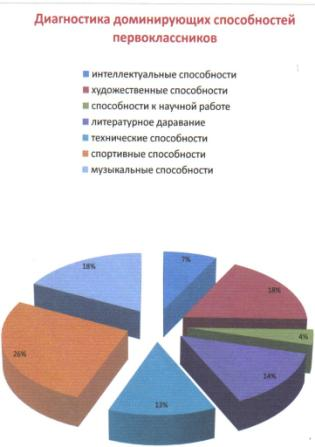 Диагностика доминирующих способностей
первоклассников
интеллектуальные способности
художественные способности
способности к научной работе
литературное даравание
технические способности
спортивные способности
музыкальные способности
18%
7%
18%
4%
26%
14%
13%